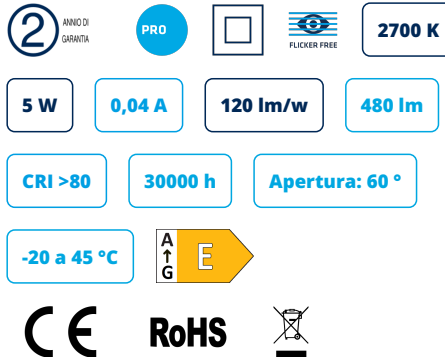 2 ANNIO DI
GARANTIA
PRO
FLICKER FREE
2700 K
5 W
0,04 A
120 lm/w
480 lm
CRI >80
30000 h
Apertura: 60 °
-20 a 45 °C
A
↑
G
E
CE
RoHS